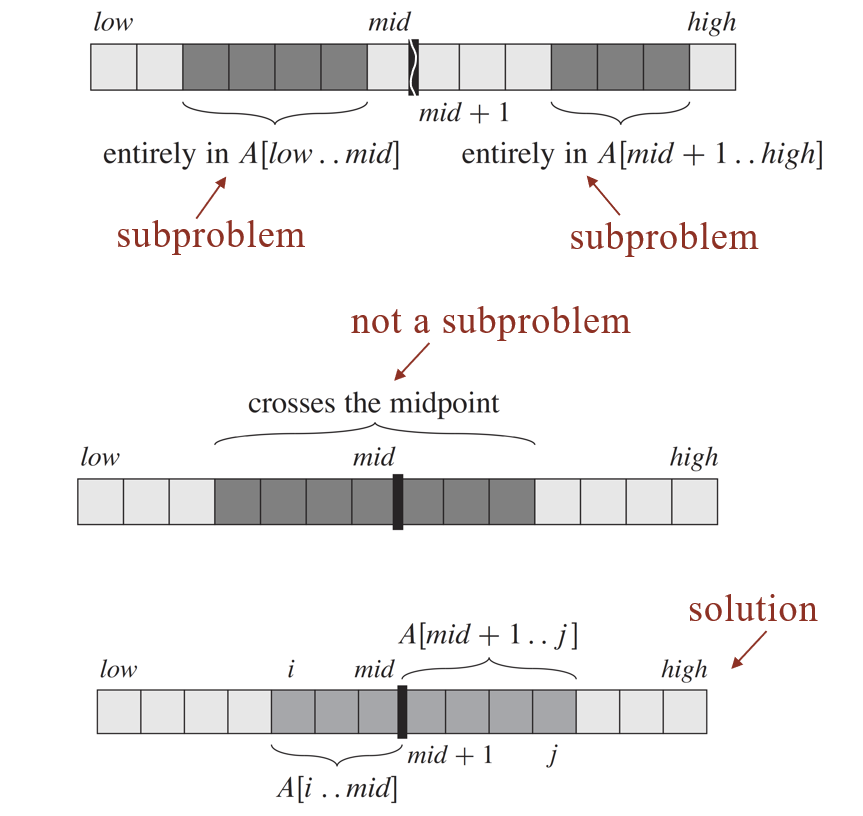 low mid high
mid + 1
entirely in A[low . . mid] entirely in A[mid + 1 . . high]
subproblem subproblem
not a subproblem
crosses the midpoint
low mid high
solution
A[mid + 1 . . j]
low i mid high
mid + 1 j
A[i . . mid]